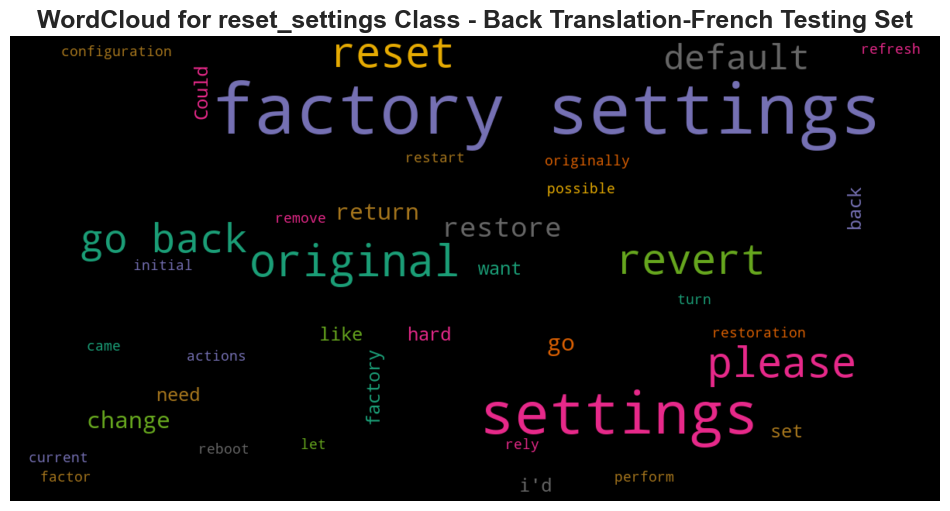 WordCloud for reset_settings Class - Back Translation-French Testing Set
configuration
reset
default
refresh
Could
factory settings
restart
originally
possible
back
remove
return
restore
go back
original
revert
initial
want
turn
like
hard
restoration
came
actions
go
please
factory
need
settings
change
set
reboot
let
rely
current
factor
i'd
perform